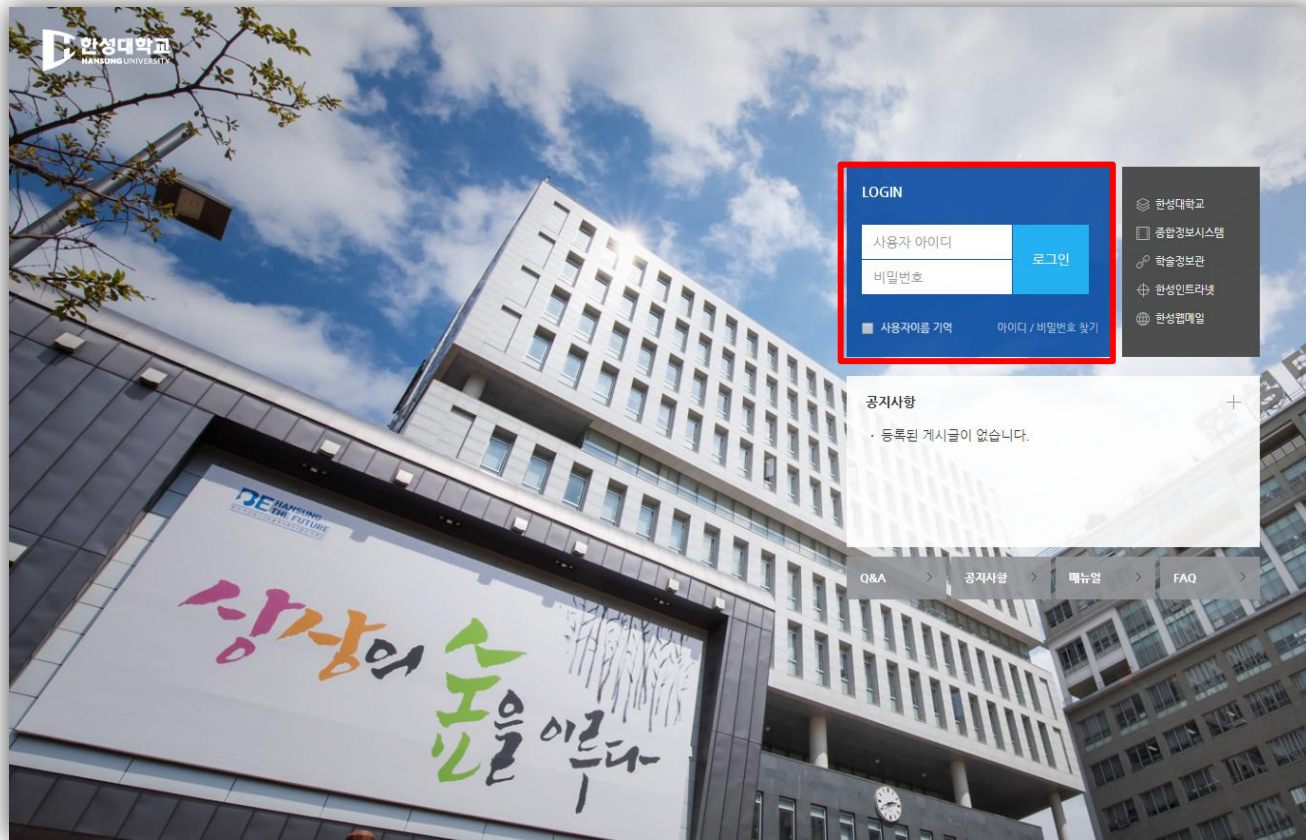 한성대학교
HANSUNG UNIVERSITY
LOGIN
사용자 아이디
비밀번호
로그인
사용자이름 기억
아이디 / 비밀번호 찾기
한성대학교
종합정보시스템
학술정보관
한성인트라넷
한성캡메일
공지사항
· 등록된 게시글이 없습니다.
Q&A
공지사항
매뉴얼
FAQ
BE HANSUNG
THE FUTURE
상상의 숲을 이루다